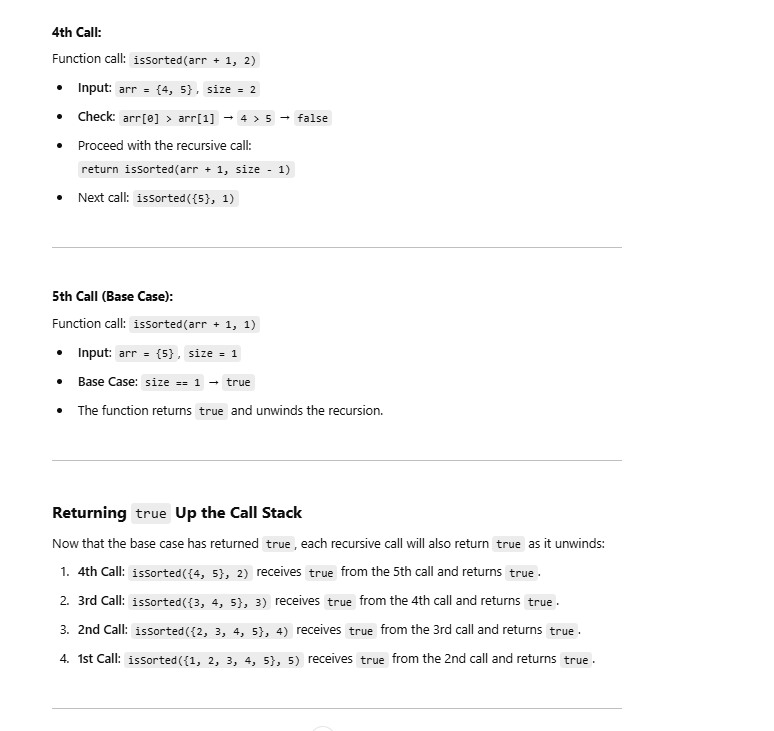 4th Call:
Function call: isSorted(arr + 1, 2)
• Input: arr = {4, 5}, size = 2
• Check: arr[0] > arr[1] → 4 > 5 → false
• Proceed with the recursive call:
return isSorted(arr + 1, size - 1)
• Next call: isSorted({5}, 1)
5th Call (Base Case):
Function call: isSorted(arr + 1, 1)
• Input: arr = {5}, size = 1
• Base Case: size == 1 → true
• The function returns true and unwinds the recursion.
Returning true Up the Call Stack
Now that the base case has returned true, each recursive call will also return true as it unwinds:
1. 4th Call: isSorted({4, 5}, 2) receives true from the 5th call and returns true.
2. 3rd Call: isSorted({3, 4, 5}, 3) receives true from the 4th call and returns true.
3. 2nd Call: isSorted({2, 3, 4, 5}, 4) receives true from the 3rd call and returns true.
4. 1st Call: isSorted({1, 2, 3, 4, 5}, 5) receives true from the 2nd call and returns true.